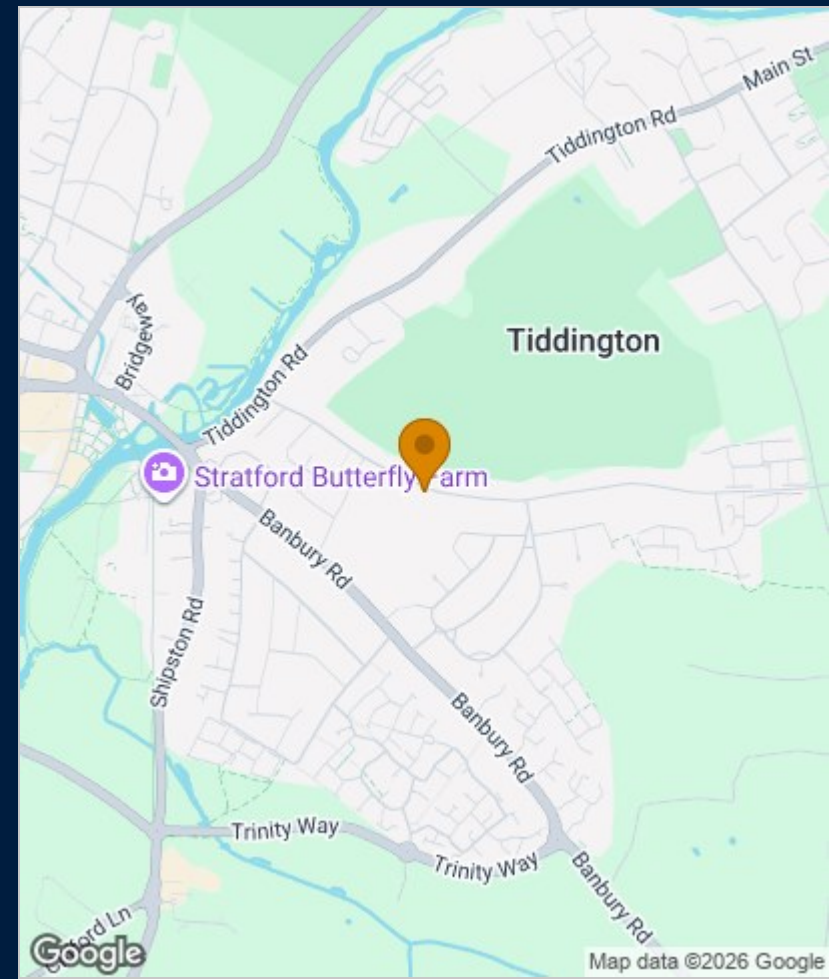 Main St
Tiddington Rd
Bridgeway
Tiddington
Tiddington Rd
Stratford Butterfly Farm
Banbury Rd
Shipston Rd
Banbury Rd
Trinity Way
Trinity Way
Banbury Rd
Google
Map data ©2026 Google